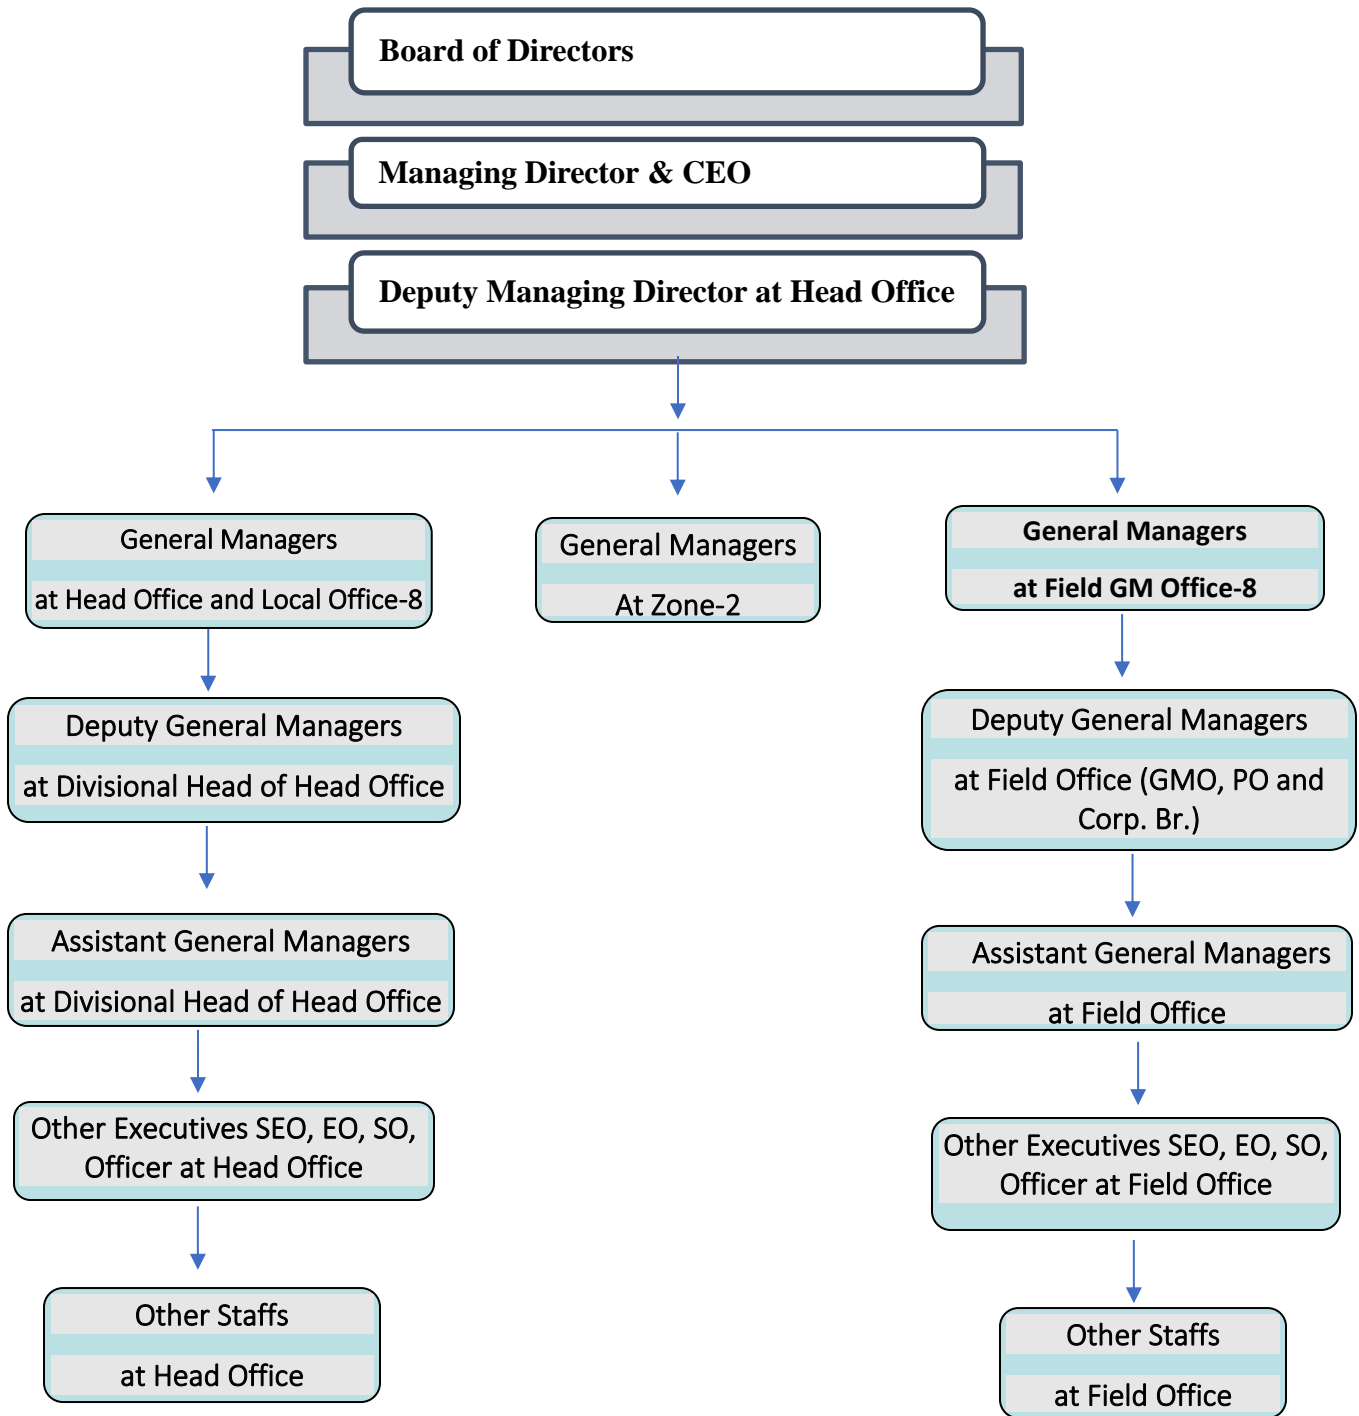 Board of Directors
Managing Director & CEO
Deputy Managing Director at Head Office
General Managers
at Head Office and Local Office-8
General Managers
At Zone-2
General Managers
at Field GM Office-8
Deputy General Managers
at Divisional Head of Head Office
Deputy General Managers
at Field Office (GMO, PO and
Corp. Br.)
Assistant General Managers
at Divisional Head of Head Office
Assistant General Managers
at Field Office
Other Executives SEO, EO, SO,
Officer at Head Office
Other Executives SEO, EO, SO,
Officer at Field Office
Other Staffs
at Head Office
Other Staffs
at Field Office